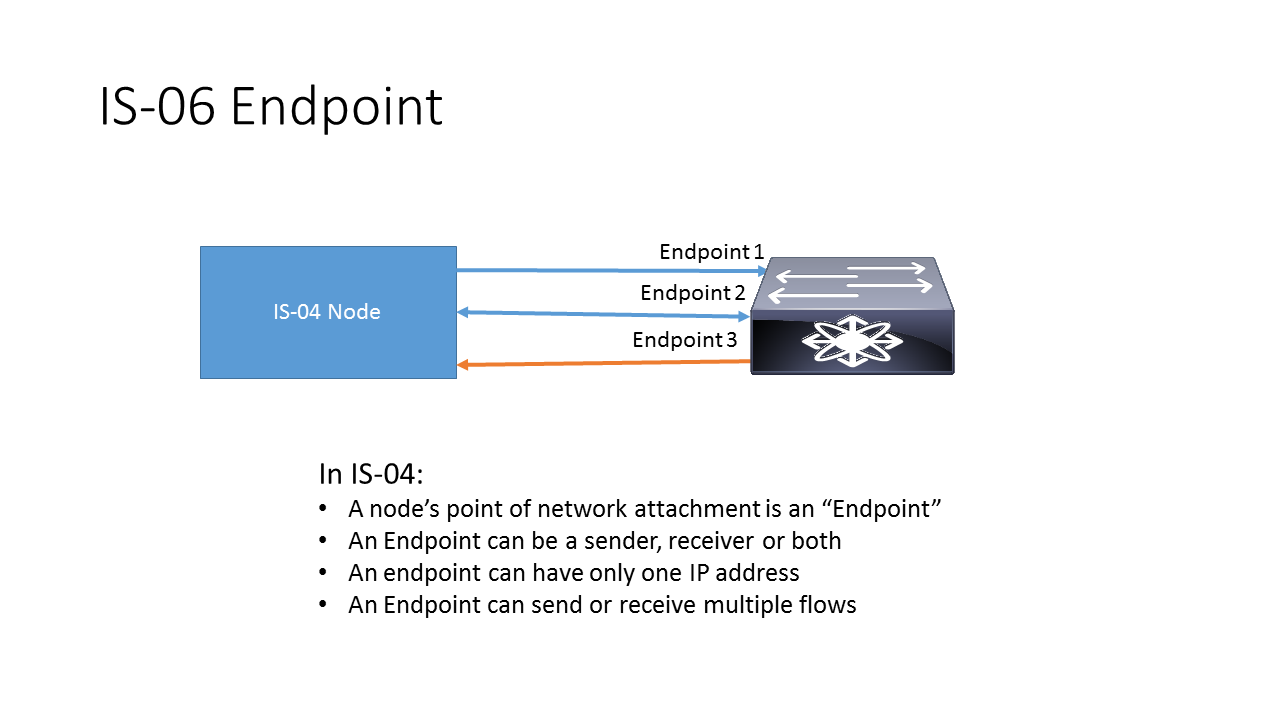 IS-06 Endpoint
Endpoint 1
IS-04 Node
Endpoint 2
Endpoint 3
In IS-04:
• A node’s point of network attachment is an “Endpoint”
• An Endpoint can be a sender, receiver or both
• An endpoint can have only one IP address
• An Endpoint can send or receive multiple flows